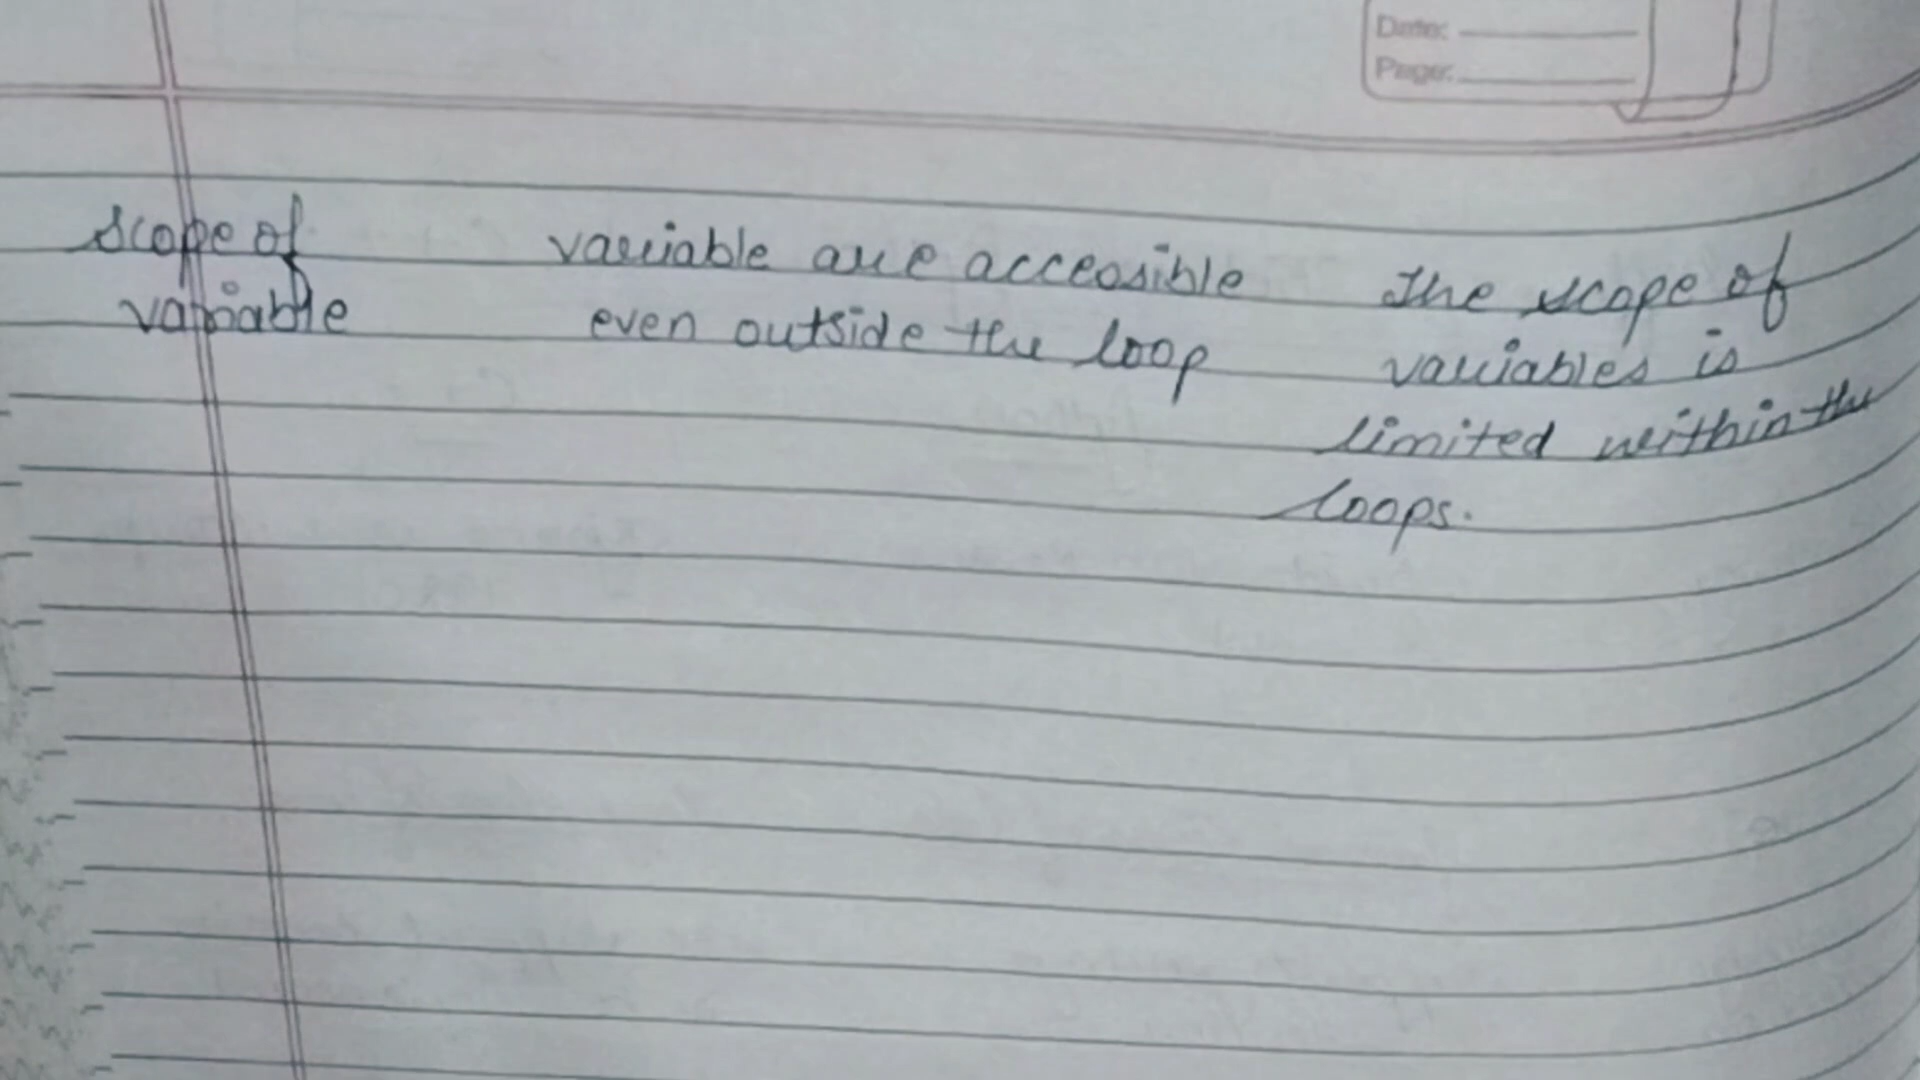 Date:
Page:
scope of variable are accessible The scope of
variable even outside the loop variables is
limited within the
loops.